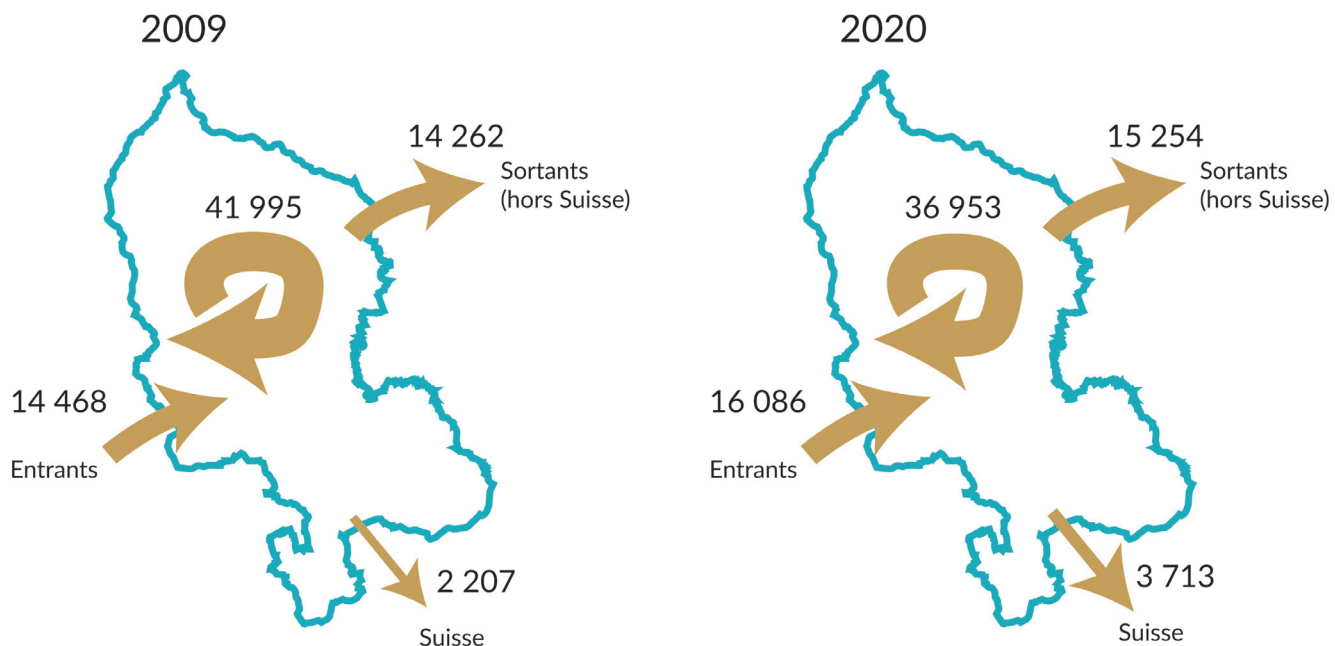 2009
14 262
Sortants
(hors Suisse)
41 995
14 468
Entrants
2 207
Suisse
2020
15 254
Sortants
(hors Suisse)
36 953
16 086
Entrants
3 713
Suisse